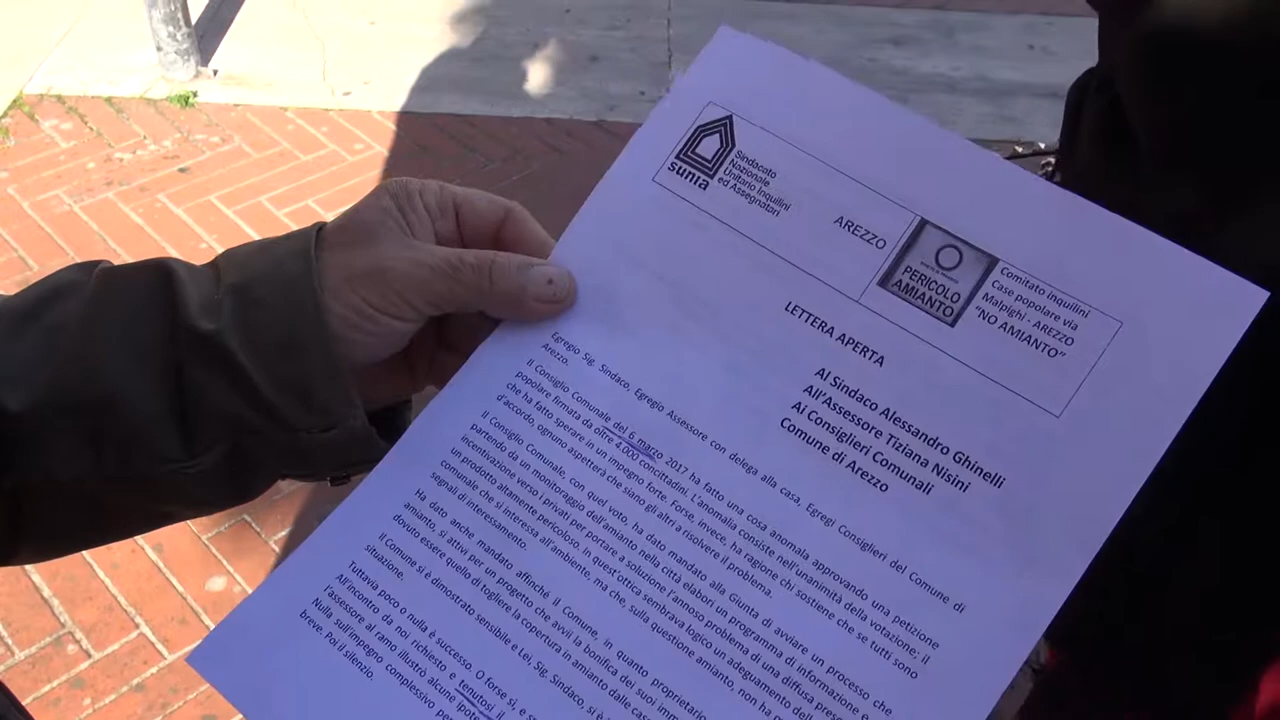 sunia
Sindacato
Nazionale
Unitario Inquilini
ed Assegnatari
AREZZO
PERICOLO
AMIANTO
Comitato inquilini
Case popolare via
Malpighi - AREZZO
"NO AMIANTO"
LETTERA APERTA
Al Sindaco Alessandro Ghinelli
All'Assessore Tiziana Nisini
Ai Consiglieri Comunali
Comune di Arezzo
Egregio Sig. Sindaco, Egregio Assessore con delega alla casa, Egregi Consiglieri del Comune di
Arezzo.
Il Consiglio Comunale del 6 marzo 2017 ha fatto una cosa anomala approvando una petizione
popolare firmata da oltre 4.000 concittadini. L'anomalia consiste nell'unanimità della votazione; il
che ha fatto sperare in un impegno forte. Forse, invece, ha ragione chi sostiene che se tutti sono
d'accordo, ognuno aspetterà che siano gli altri a risolvere il problema.
Il Consiglio Comunale, con quel voto, ha dato mandato alla Giunta di avviare un processo che
partendo da un monitoraggio dell'amianto nella città elabori un programma di informazione e
incentivazione verso i privati per portare a soluzione l'annoso problema di una diffusa
un prodotto altamente pericoloso. in quest'ottica sembrava logico un adeguamento
comunale che si interessa all'ambiente, ma che, sulla questione amianto, non ha
segnali di interessamento.
Ha dato anche mandato affinché il Comune, in quanto proprietario
amianto, si attivi per un progetto che avvii la bonifica dei suoi
dovuto essere quello di togliere la copertura in amianto dalle
Il Comune si è dimostrato sensibile e Lei, Sig. Sindaco, si è
situazione.
Tuttavia poco o nulla è successo. O forse sì, e
All'incontro da noi richiesto e tenutosi il
l'assessore al ramo illustrò alcune
Nulla sull'impegno complessivo
breve. Poi il silenzio.